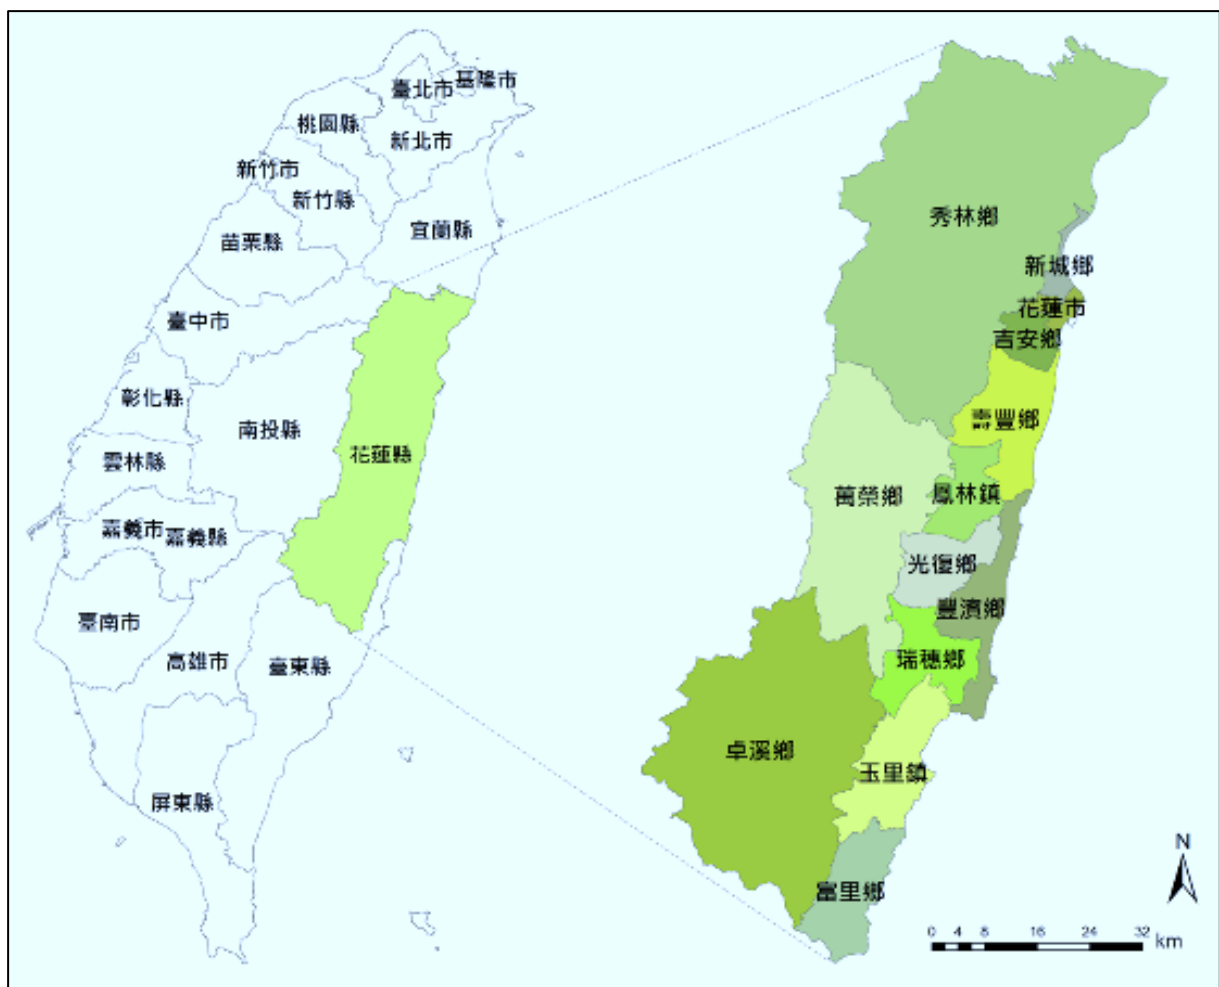 基隆市
臺北市
桃園縣
新北市
新竹市
新竹縣
苗栗縣
宜蘭縣
臺中市
彰化縣
南投縣
花蓮縣
雲林縣
嘉義市
嘉義縣
臺南市
高雄市
臺東縣
屏東縣
秀林鄉
新城鄉
花蓮市
吉安鄉
壽豐鄉
萬榮鄉
鳳林鎮
光復鄉
豐濱鄉
瑞穗鄉
卓溪鄉
玉里鎮
富里鄉
N
0 4 8 16 24 32
km